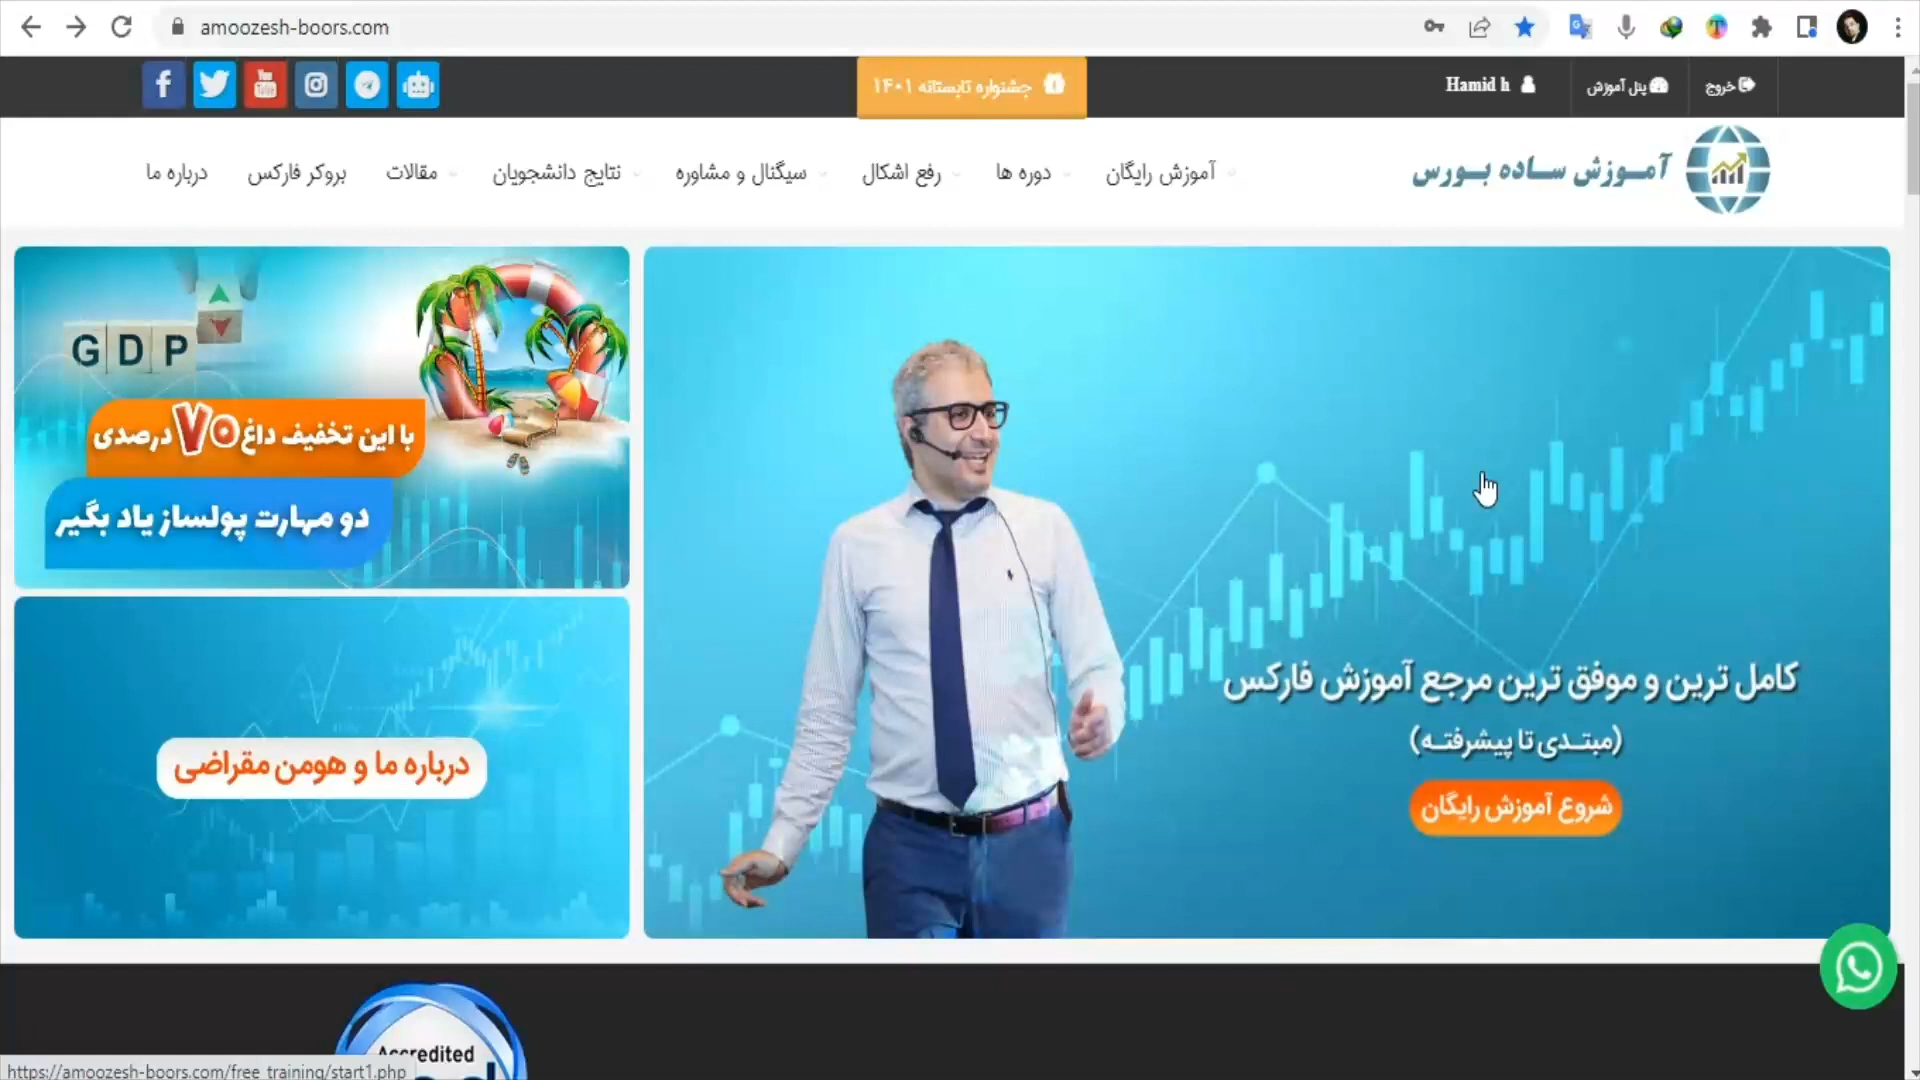 amoozesh-boors.com
جشنواره تابستانه ۱۴۰۱
Hamid h
پنل آموزش
خروج
آموزش ساده بورس
آموزش رایگان
دوره ها
رفع اشکال
سیگنال و مشاوره
نتایج دانشجویان
مقالات
بروکر فارکس
درباره ما
GDP
با این تخفیف داغ ۷۰ درصدی
دو مهارت پولساز یاد بگیر
درباره ما و هومن مقراضی
کامل ترین و موفق ترین مرجع آموزش فارکس
(مبتدی تا پیشرفته)
شروع آموزش رایگان
Accredited
https://amoozesh-boors.com/free_training/start1.php